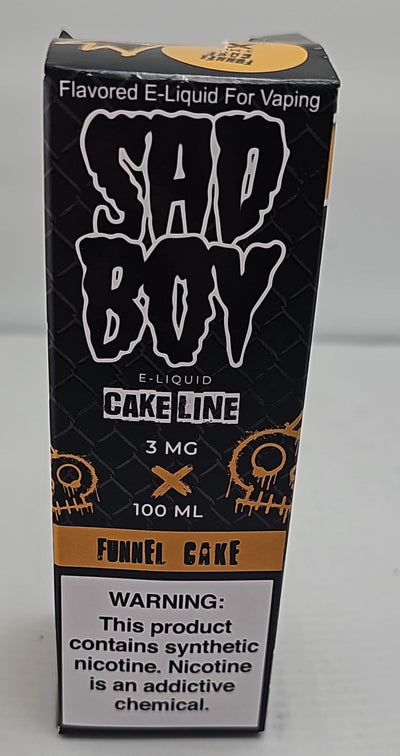 Flavored E-Liquid For Vaping
SAD
BOY
E-LIQUID
CAKE LINE
3 MG
X
100 ML
FUNNEL CAKE
WARNING:
This product
contains synthetic
nicotine. Nicotine
is an addictive
chemical.